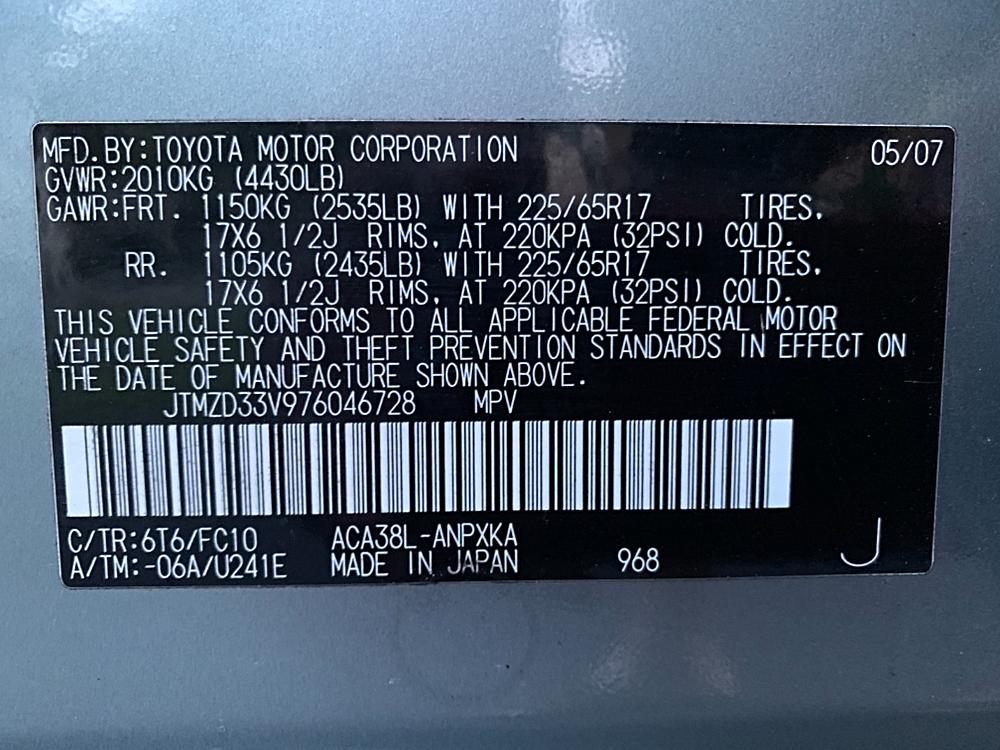 MFD.BY:TOYOTA MOTOR CORPORATION 05/07
GVWR:2010KG (4430LB)
GAWR:FRT. 1150KG (2535LB) WITH 225/65R17 TIRES,
17X6 1/2J RIMS, AT 220KPA (32PSI) COLD.
RR. 1105KG (2435LB) WITH 225/65R17 TIRES,
17X6 1/2J RIMS, AT 220KPA (32PSI) COLD.
THIS VEHICLE CONFORMS TO ALL APPLICABLE FEDERAL MOTOR
VEHICLE SAFETY AND THEFT PREVENTION STANDARDS IN EFFECT ON
THE DATE OF MANUFACTURE SHOWN ABOVE.
JTMZD33V976046728 MPV
C/TR:6T6/FC10 ACA38L-ANPXKA
A/TM:-06A/U241E MADE IN JAPAN 968 J